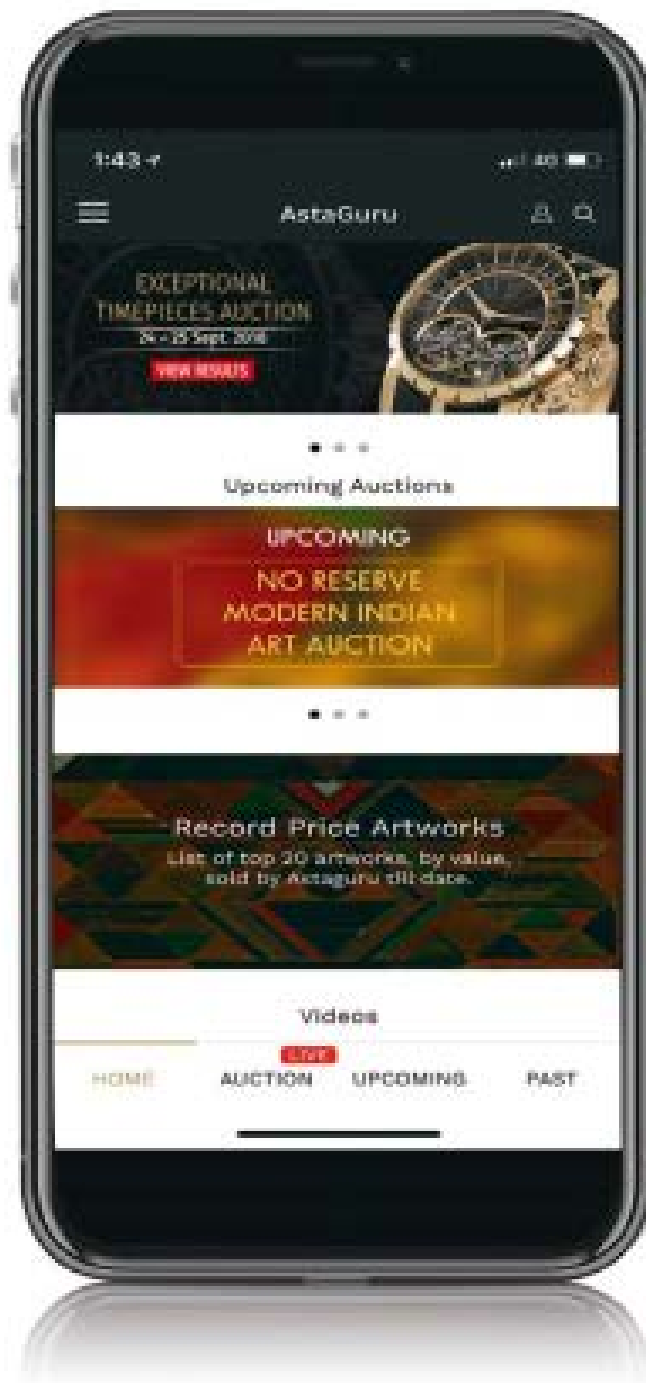 1:43
4G
AstaGuru
EXCEPTIONAL
TIMEPIECES AUCTION
24 - 25 Sept. 2018
VIEW RESULTS
Upcoming Auctions
UPCOMING
NO RESERVE
MODERN INDIAN
ART AUCTION
Record Price Artworks
List of top 20 artworks, by value,
sold by Astaguru till date.
Videos
LIVE
HOME AUCTION UPCOMING PAST